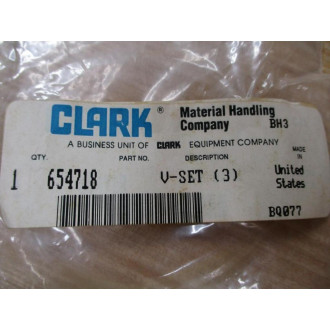 CLARK® Material Handling
Company BH3
A BUSINESS UNIT OF CLARK EQUIPMENT COMPANY
QTY. PART NO. DESCRIPTION MADE IN
1 654718 V-SET (3) United
States
BQ077